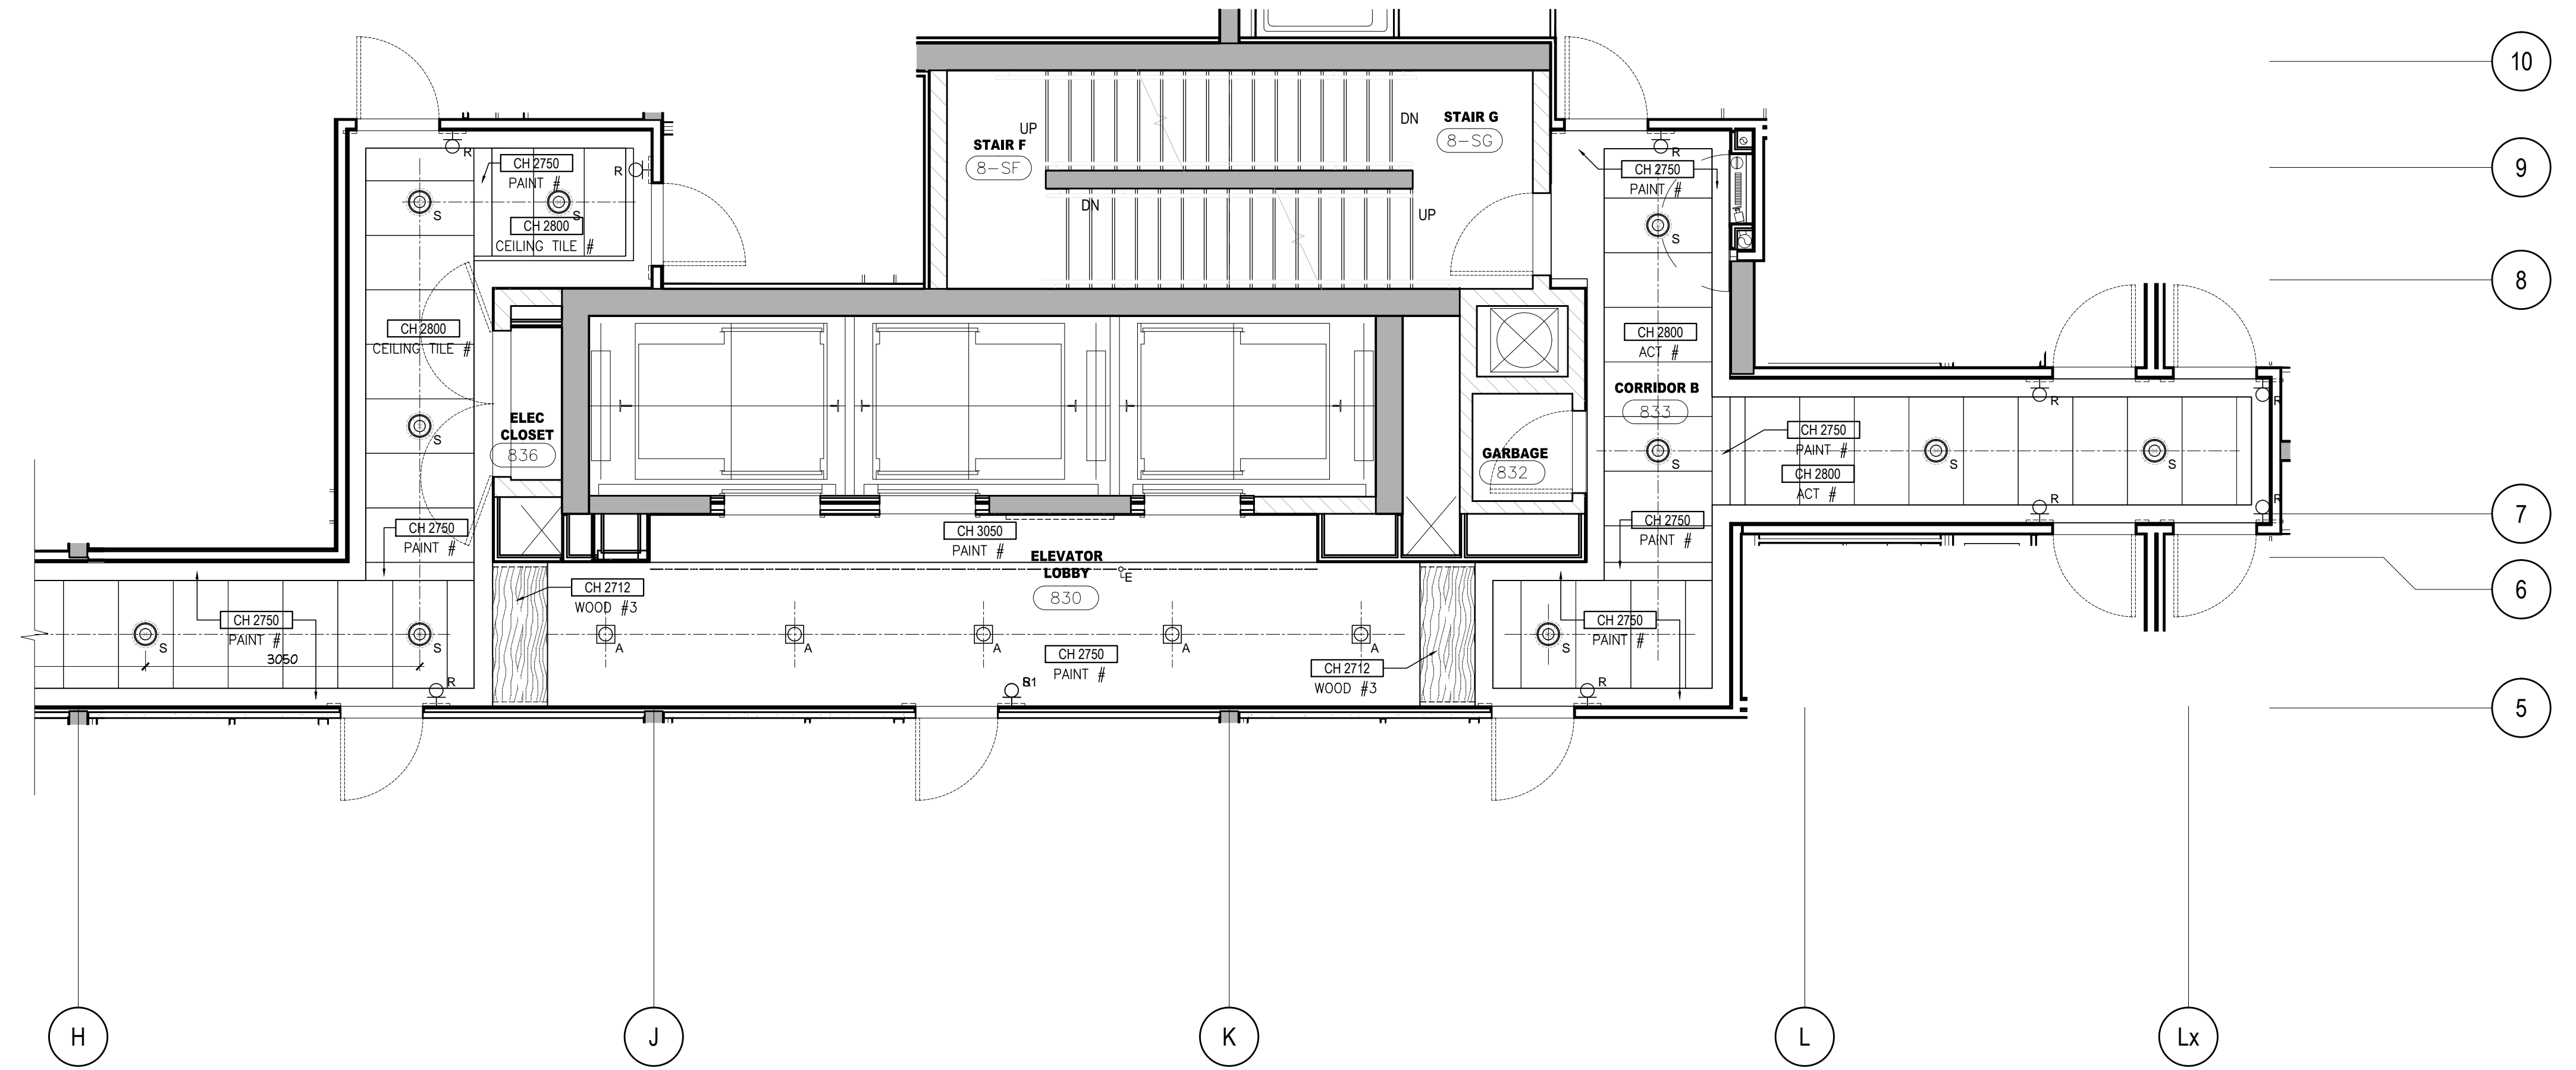 10
STAIR G
8-SG
DN
UP
STAIR F
8-SF
R
R
CH 2750
PAINT #
R
S
S
CH 2800
CEILING TILE #
CH 2750
PAINT #
9
DN
UP
S
8
CH 2800
CEILING TILE #
CH 2800
ACT #
CORRIDOR B
833
R
R
ELEC
CLOSET
836
S
GARBAGE
832
CH 2750
PAINT #
S
S
S
CH 2800
ACT #
R
R
7
CH 2750
PAINT #
CH 3050
PAINT #
CH 2750
PAINT #
ELEVATOR
LOBBY
830
E
CH 2712
WOOD #3
6
CH 2750
PAINT #
S
S
3050
A
A
A
A
A
CH 2750
PAINT #
CH 2712
WOOD #3
CH 2750
PAINT #
S
R
R
5
H
J
K
L
Lx